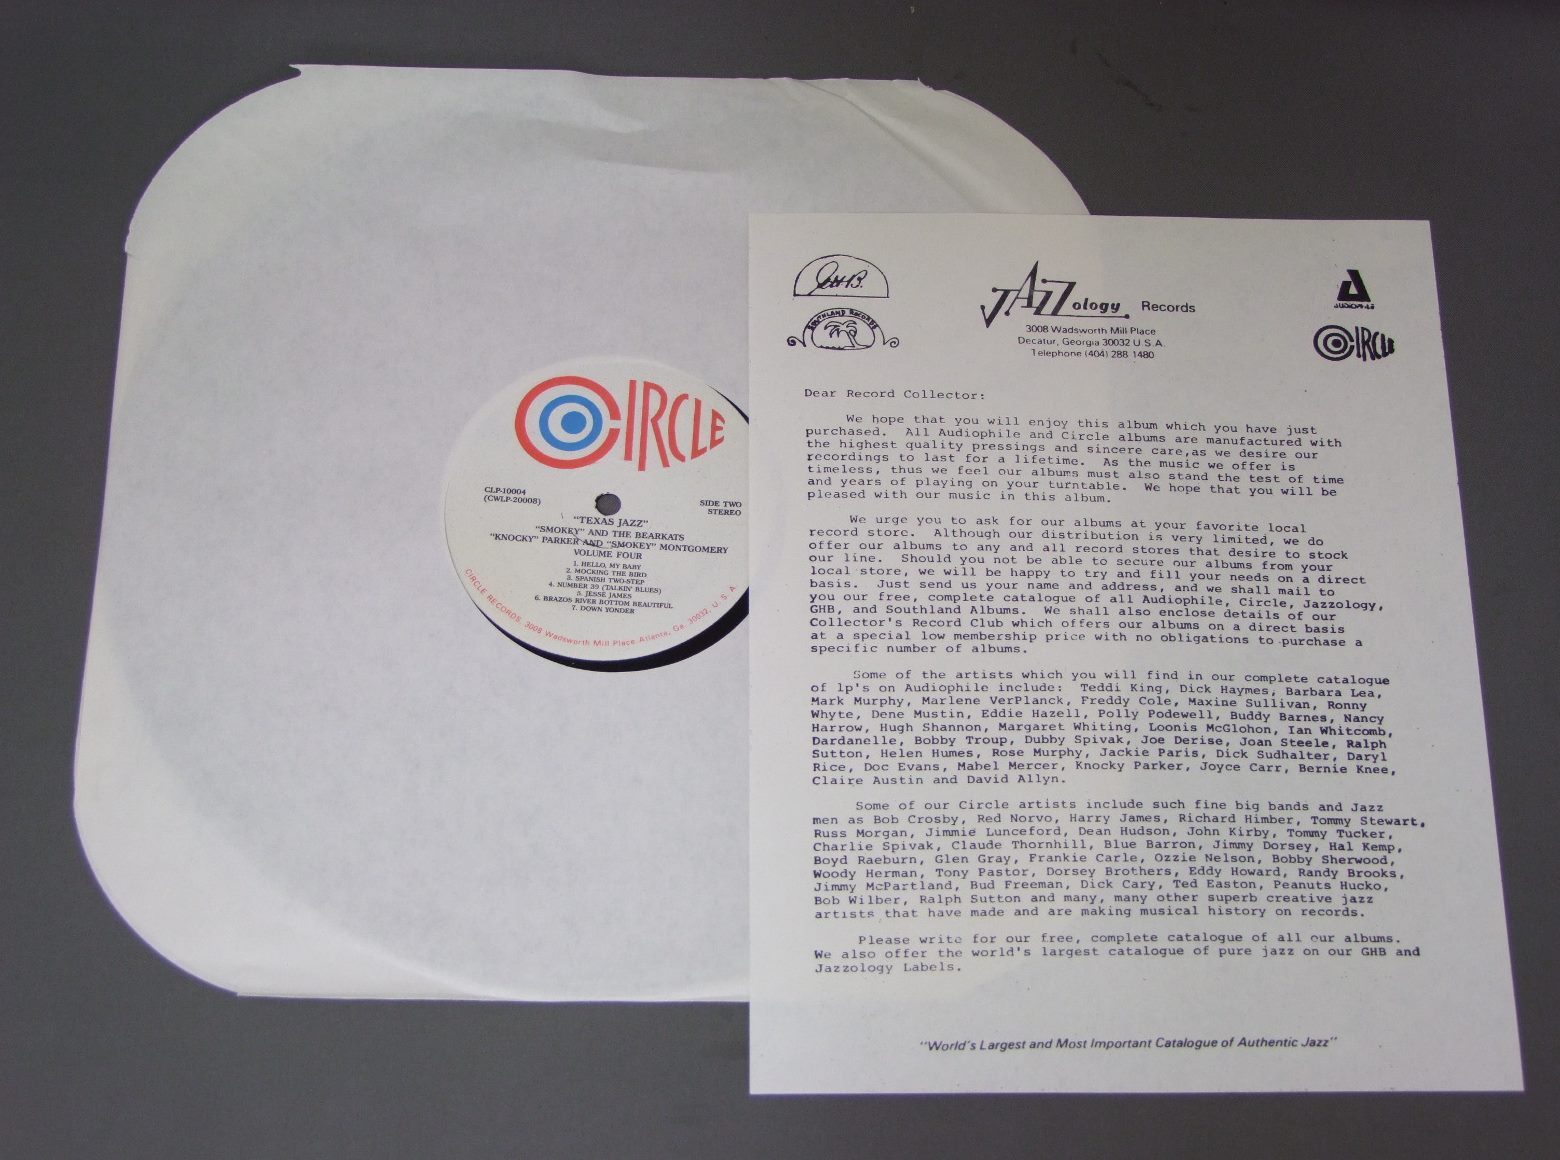 CIRCLE
CLP-10004
(CWLP-20008)
SIDE TWO
STEREO
"TEXAS JAZZ"
"SMOKEY" AND THE BEARKATS
"KNOCKY" PARKER AND "SMOKEY" MONTGOMERY
VOLUME FOUR
1. HELLO, MY BABY
2. MOCKING THE BIRD
3. SPANISH TWO-STEP
4. NUMBER 39 (TALKIN' BLUES)
5. JESSE JAMES
6. BRAZOS RIVER BOTTOM BEAUTIFUL
7. DOWN YONDER
CIRCLE RECORDS, 3008 Wadsworth Mill Place Atlanta, Ga. 30032, U. S. A.
GHB.
SOUTHLAND RECORDS
JAZZology Records
3008 Wadsworth Mill Place
Decatur, Georgia 30032 U.S.A.
Telephone (404) 288 1480
AUDIOPHILE
CIRCLE
Dear Record Collector:
We hope that you will enjoy this album which you have just
purchased. All Audiophile and Circle albums are manufactured with
the highest quality pressings and sincere care,as we desire our
recordings to last for a lifetime. As the music we offer is
timeless, thus we feel our albums must also stand the test of time
and years of playing on your turntable. We hope that you will be
pleased with our music in this album.
We urge you to ask for our albums at your favorite local
record store. Although our distribution is very limited, we do
offer our albums to any and all record stores that desire to stock
our line. Should you not be able to secure our albums from your
local store, we will be happy to try and fill your needs on a direct
basis. Just send us your name and address, and we shall mail to
you our free, complete catalogue of all Audiophile, Circle, Jazzology,
GHB, and Southland Albums. We shall also enclose details of our
Collector's Record Club which offers our albums on a direct basis
at a special low membership price with no obligations to purchase a
specific number of albums.
Some of the artists which you will find in our complete catalogue
of lp's on Audiophile include: Teddi King, Dick Haymes, Barbara Lea,
Mark Murphy, Marlene VerPlanck, Freddy Cole, Maxine Sullivan, Ronny
Whyte, Dene Mustin, Eddie Hazell, Polly Podewell, Buddy Barnes, Nancy
Harrow, Hugh Shannon, Margaret Whiting, Loonis McGlohon, Ian Whitcomb,
Dardanelle, Bobby Troup, Dubby Spivak, Joe Derise, Joan Steele, Ralph
Sutton, Helen Humes, Rose Murphy, Jackie Paris, Dick Sudhalter, Daryl
Rice, Doc Evans, Mabel Mercer, Knocky Parker, Joyce Carr, Bernie Knee,
Claire Austin and David Allyn.
Some of our Circle artists include such fine big bands and Jazz
men as Bob Crosby, Red Norvo, Harry James, Richard Himber, Tommy Stewart,
Russ Morgan, Jimmie Lunceford, Dean Hudson, John Kirby, Tommy Tucker,
Charlie Spivak, Claude Thornhill, Blue Barron, Jimmy Dorsey, Hal Kemp,
Boyd Raeburn, Glen Gray, Frankie Carle, Ozzie Nelson, Bobby Sherwood,
Woody Herman, Tony Pastor, Dorsey Brothers, Eddy Howard, Randy Brooks,
Jimmy McPartland, Bud Freeman, Dick Cary, Ted Easton, Peanuts Hucko,
Bob Wilber, Ralph Sutton and many, many other superb creative jazz
artists that have made and are making musical history on records.
Please write for our free, complete catalogue of all our albums.
We also offer the world's largest catalogue of pure jazz on our GHB and
Jazzology Labels.
"World's Largest and Most Important Catalogue of Authentic Jazz"